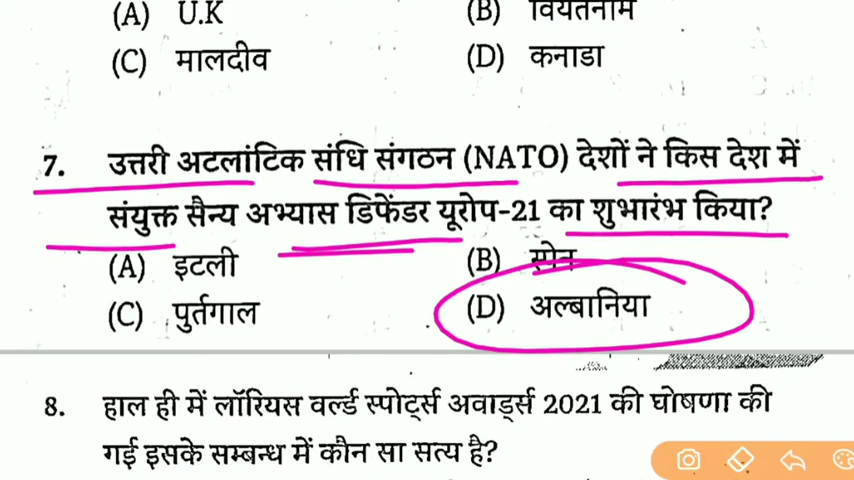 (A) U.K (B) वियतनाम
(C) मालदीव (D) कनाडा
7. उत्तरी अटलांटिक संधि संगठन (NATO) देशों ने किस देश में
संयुक्त सैन्य अभ्यास डिफेंडर यूरोप-21 का शुभारंभ किया?
(A) इटली (B) स्पेन
(C) पुर्तगाल (D) अल्बानिया
8. हाल ही में लॉरियस वर्ल्ड स्पोर्ट्स अवार्ड्स 2021 की घोषणा की
गई इसके सम्बन्ध में कौन सा सत्य है?